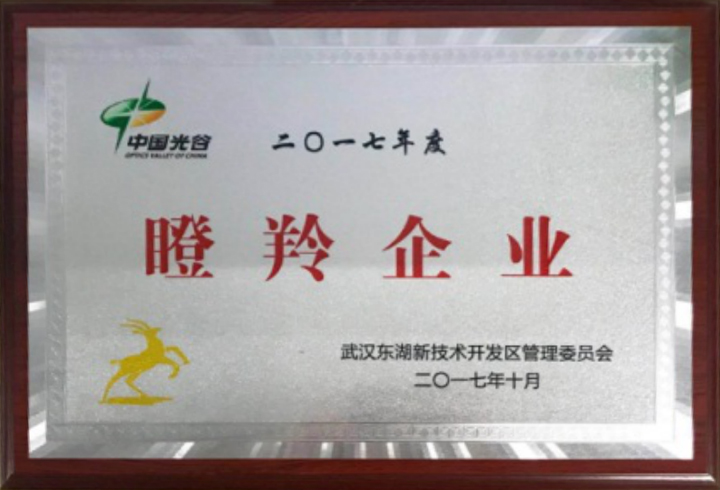 中国光谷
OPTICS VALLEY OF CHINA
二〇一七年度
瞪羚企业
武汉东湖新技术开发区管理委员会
二〇一七年十月